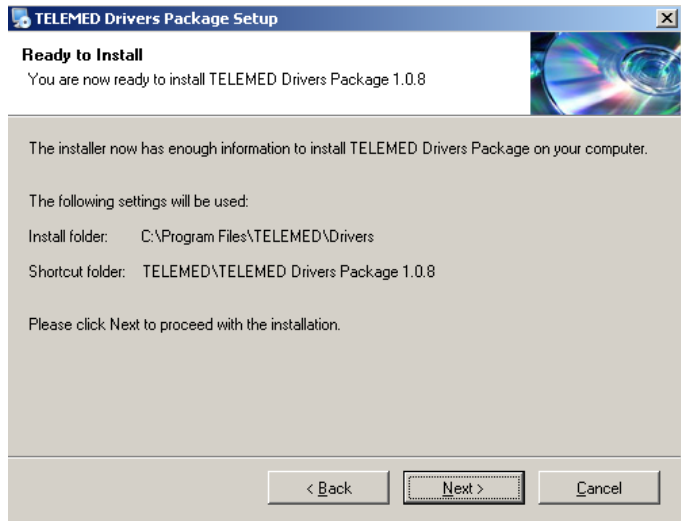 TELEMED Drivers Package Setup
Ready to Install
You are now ready to install TELEMED Drivers Package 1.0.8
The installer now has enough information to install TELEMED Drivers Package on your computer.
The following settings will be used:
Install folder: C:\Program Files\TELEMED\Drivers
Shortcut folder: TELEMED\TELEMED Drivers Package 1.0.8
Please click Next to proceed with the installation.
< Back Next > Cancel